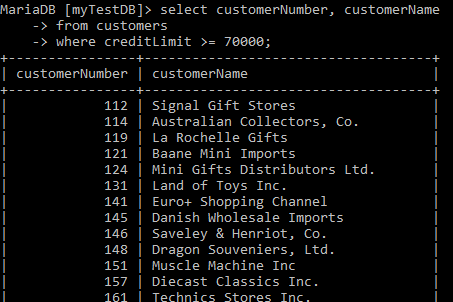 MariaDB [myTestDB]> select customerNumber, customerName
    -> from customers
    -> where creditLimit >= 70000;
+----------------+------------------------------------+
| customerNumber | customerName                       |
+----------------+------------------------------------+
|            112 | Signal Gift Stores                 |
|            114 | Australian Collectors, Co.         |
|            119 | La Rochelle Gifts                  |
|            121 | Baane Mini Imports                 |
|            124 | Mini Gifts Distributors Ltd.       |
|            131 | Land of Toys Inc.                  |
|            141 | Euro+ Shopping Channel             |
|            145 | Danish Wholesale Imports           |
|            146 | Saveley & Henriot, Co.             |
|            148 | Dragon Souveniers, Ltd.            |
|            151 | Muscle Machine Inc                 |
|            157 | Diecast Classics Inc.              |
|            161 | Technics Stores Inc.               |